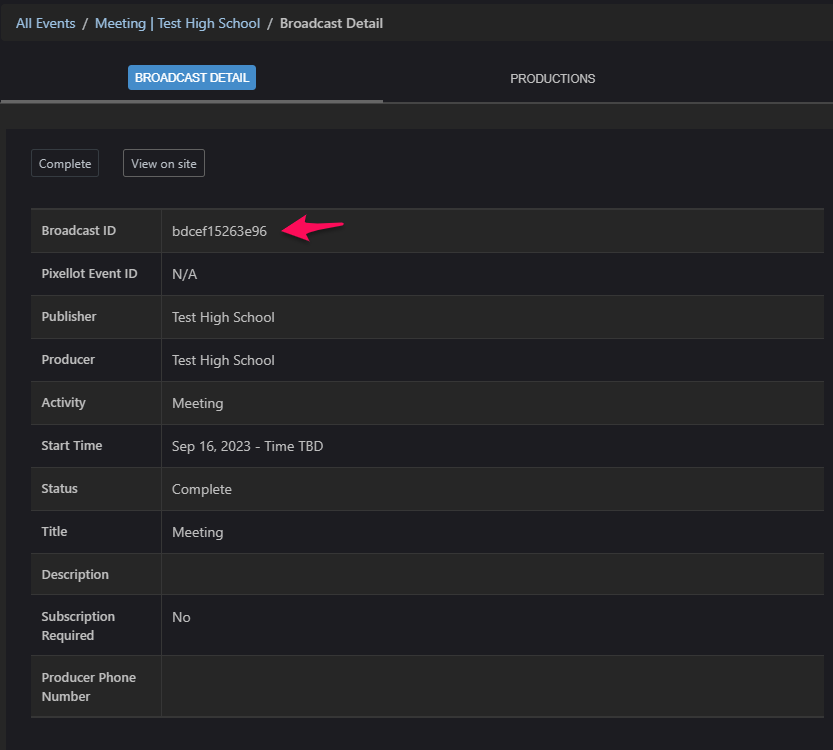 All Events / Meeting | Test High School / Broadcast Detail
BROADCAST DETAIL PRODUCTIONS
Complete View on site
Broadcast ID bdcef15263e96
Pixellot Event ID N/A
Publisher Test High School
Producer Test High School
Activity Meeting
Start Time Sep 16, 2023 - Time TBD
Status Complete
Title Meeting
Description
Subscription Required No
Producer Phone
Number